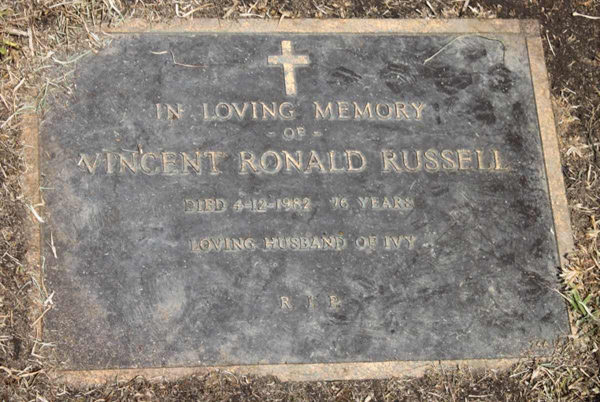 IN LOVING MEMORY
- OF -
VINCENT RONALD RUSSELL
DIED 4-12-1982 76 YEARS
LOVING HUSBAND OF IVY
R I P